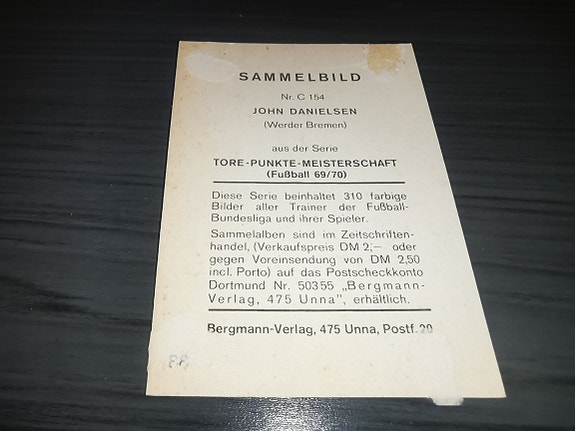 SAMMELBILD
Nr. C 154
JOHN DANIELSEN
(Werder Bremen)
aus der Serie
TORE-PUNKTE-MEISTERSCHAFT
(Fußball 69/70)
Diese Serie beinhaltet 310 farbige
Bilder aller Trainer der Fußball-
Bundesliga und ihrer Spieler.
Sammelalben sind im Zeitschriften-
handel, (Verkaufspreis DM 2,– oder
gegen Voreinsendung von DM 2,50
incl. Porto) auf das Postscheckkonto
Dortmund Nr. 50355 „Bergmann-
Verlag, 475 Unna", erhältlich.
Bergmann-Verlag, 475 Unna, Postf. 20